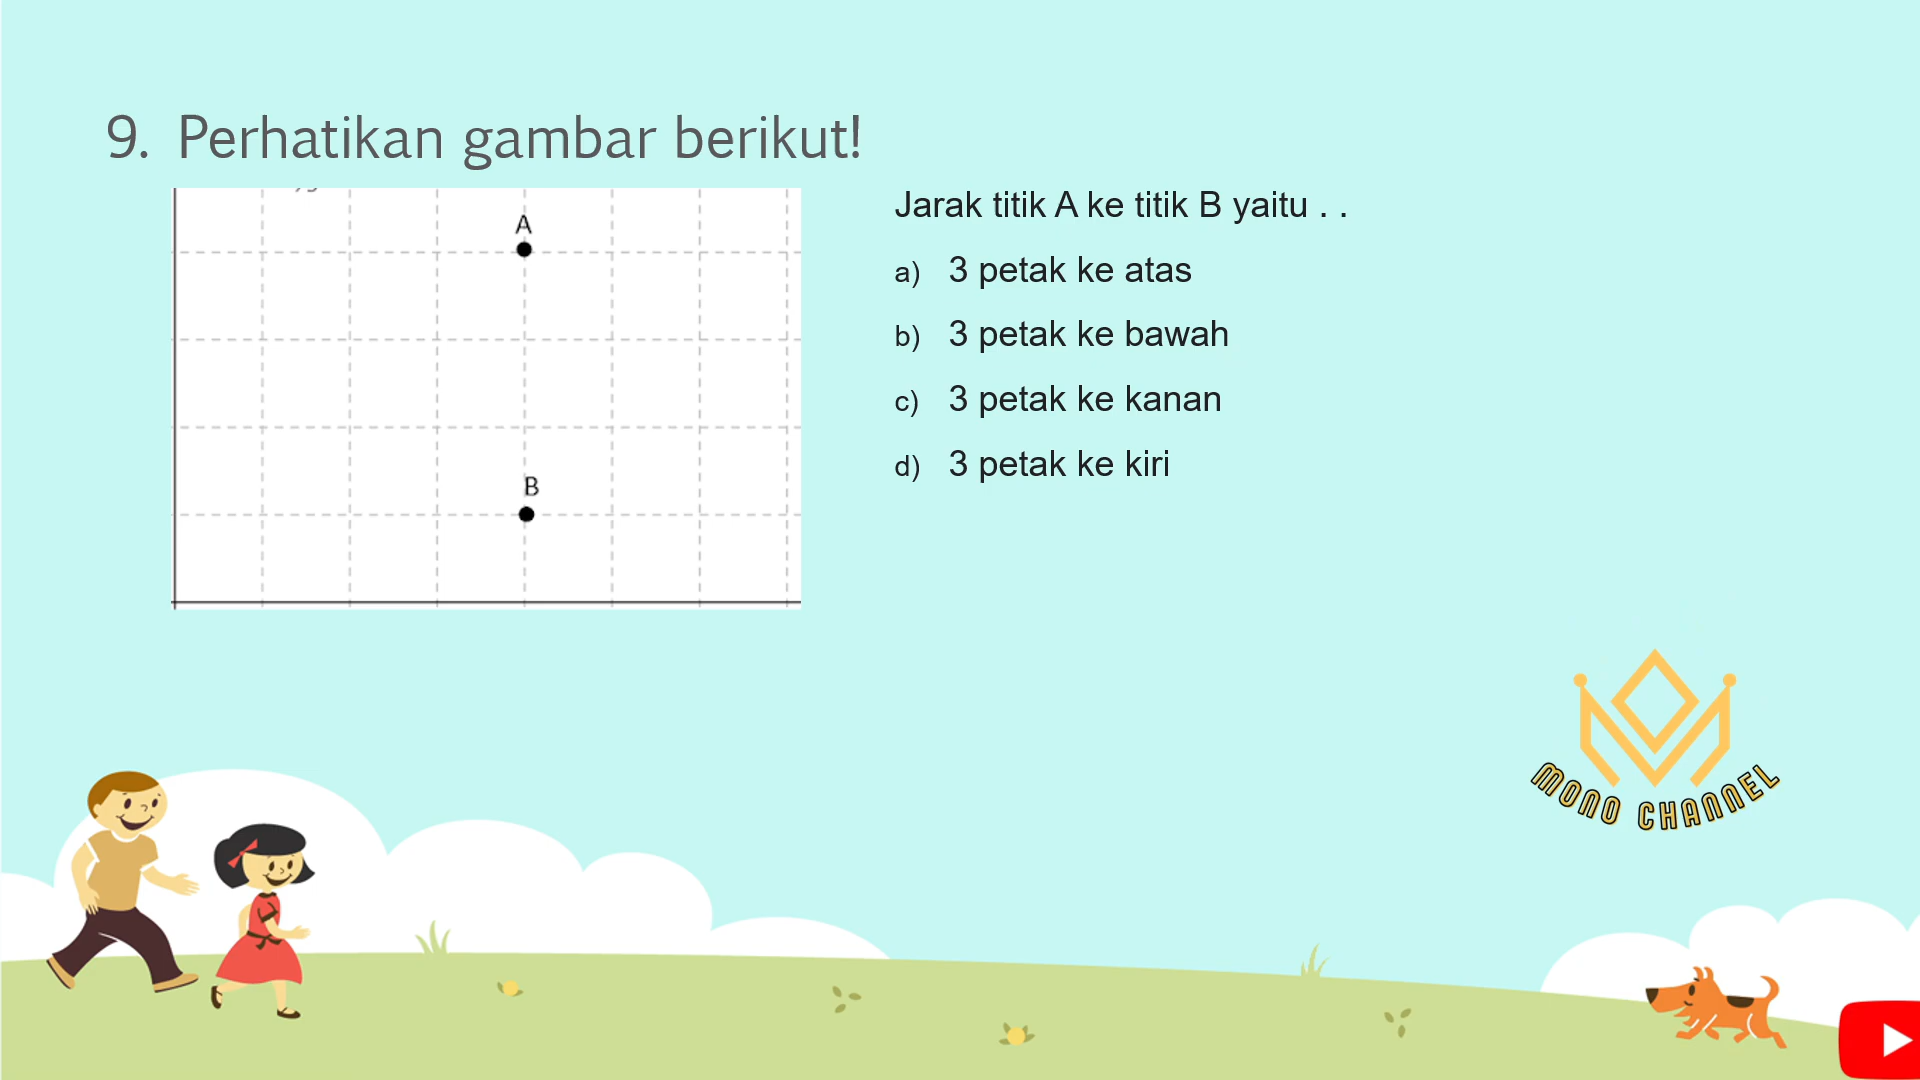 9. Perhatikan gambar berikut!
A
B
Jarak titik A ke titik B yaitu . .
a) 3 petak ke atas
b) 3 petak ke bawah
c) 3 petak ke kanan
d) 3 petak ke kiri
MONO CHANNEL